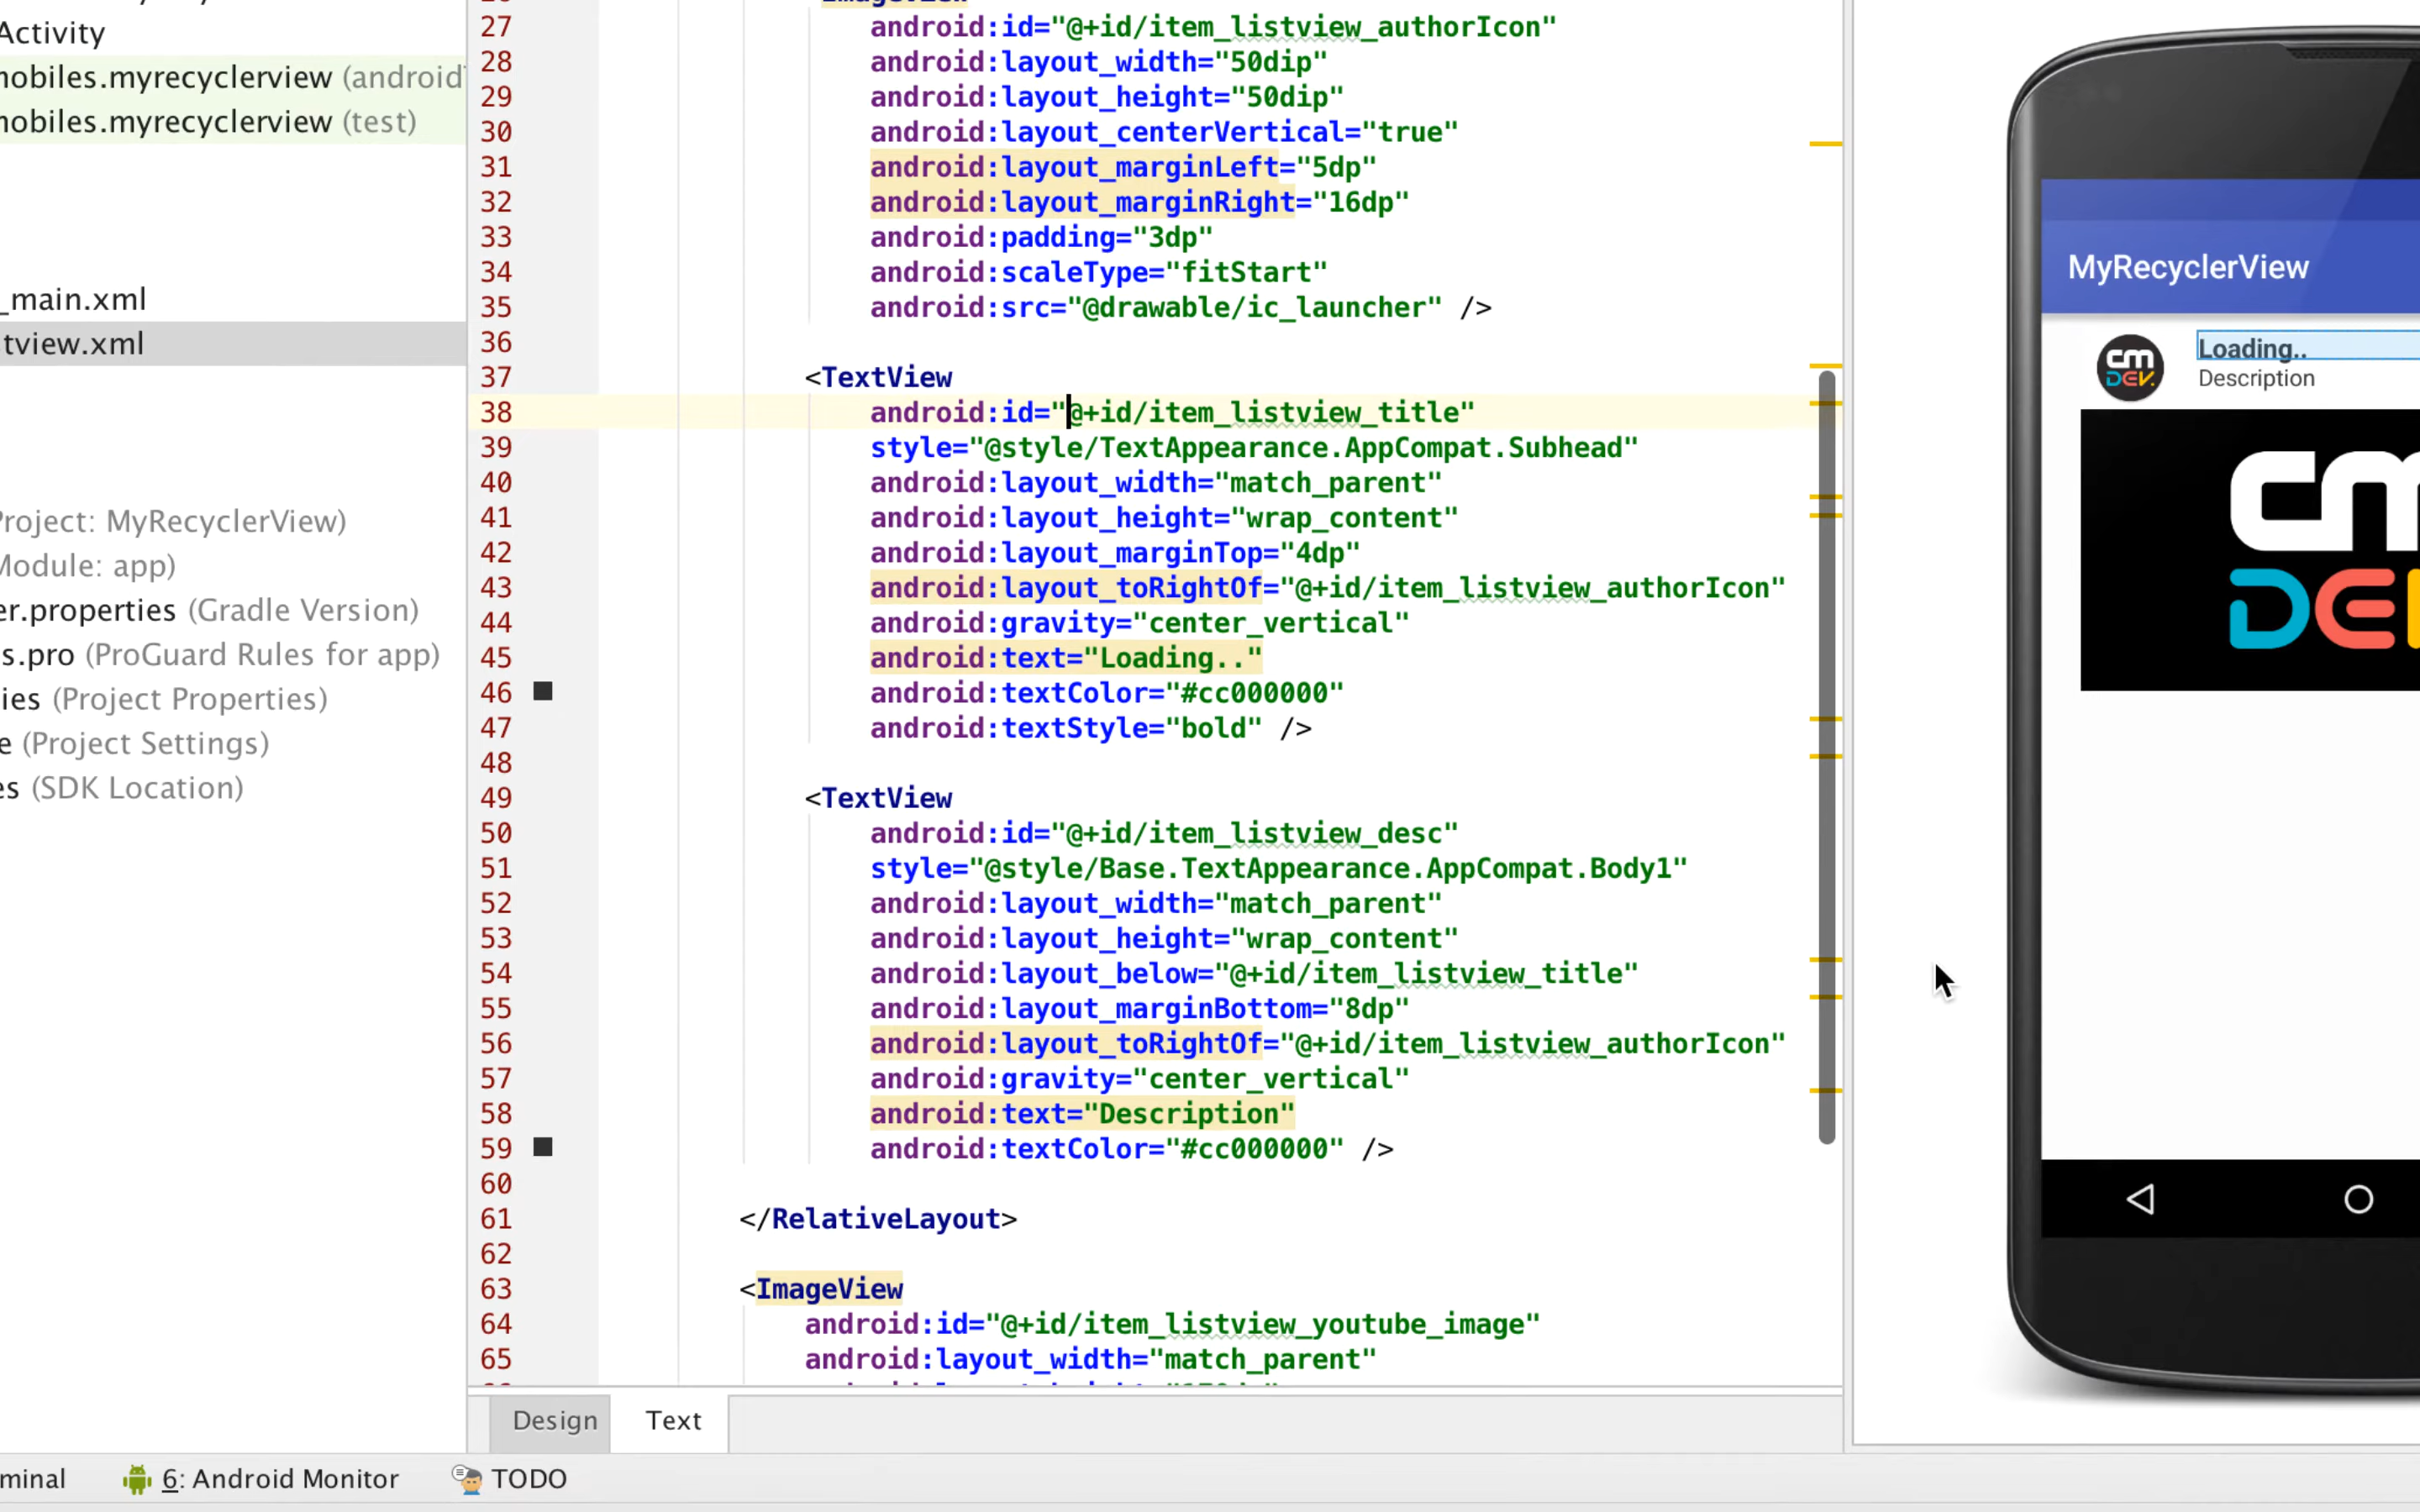 Activity
mobiles.myrecyclerview (android
mobiles.myrecyclerview (test)
_main.xml
tview.xml
Project: MyRecyclerView)
Module: app)
er.properties (Gradle Version)
s.pro (ProGuard Rules for app)
ies (Project Properties)
e (Project Settings)
es (SDK Location)
ImageView
27 android:id="@+id/item_listview_authorIcon"
28 android:layout_width="50dip"
29 android:layout_height="50dip"
30 android:layout_centerVertical="true"
31 android:layout_marginLeft="5dp"
32 android:layout_marginRight="16dp"
33 android:padding="3dp"
34 android:scaleType="fitStart"
35 android:src="@drawable/ic_launcher" />
36
37 <TextView
38 android:id="@+id/item_listview_title"
39 style="@style/TextAppearance.AppCompat.Subhead"
40 android:layout_width="match_parent"
41 android:layout_height="wrap_content"
42 android:layout_marginTop="4dp"
43 android:layout_toRightOf="@+id/item_listview_authorIcon"
44 android:gravity="center_vertical"
45 android:text="Loading.."
46 android:textColor="#cc000000"
47 android:textStyle="bold" />
48
49 <TextView
50 android:id="@+id/item_listview_desc"
51 style="@style/Base.TextAppearance.AppCompat.Body1"
52 android:layout_width="match_parent"
53 android:layout_height="wrap_content"
54 android:layout_below="@+id/item_listview_title"
55 android:layout_marginBottom="8dp"
56 android:layout_toRightOf="@+id/item_listview_authorIcon"
57 android:gravity="center_vertical"
58 android:text="Description"
59 android:textColor="#cc000000" />
60
61 </RelativeLayout>
62
63 <ImageView
64 android:id="@+id/item_listview_youtube_image"
65 android:layout_width="match_parent"
Design Text
MyRecyclerView
cm
DEV.
Loading..
Description
cm
DE
minal 6: Android Monitor TODO